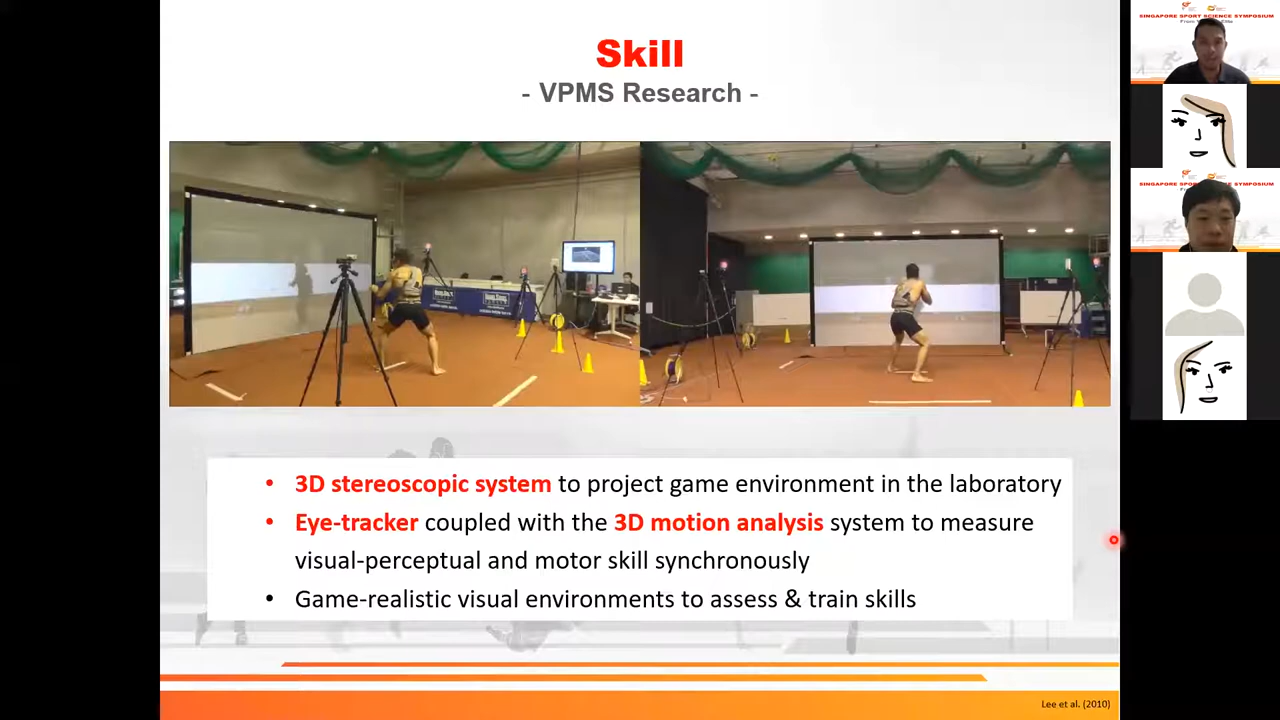 Skill
- VPMS Research -
• 3D stereoscopic system to project game environment in the laboratory
• Eye-tracker coupled with the 3D motion analysis system to measure
visual-perceptual and motor skill synchronously
• Game-realistic visual environments to assess & train skills
Lee et al. (2010)
SINGAPORE SPORT SCIENCE SYMPOSIUM